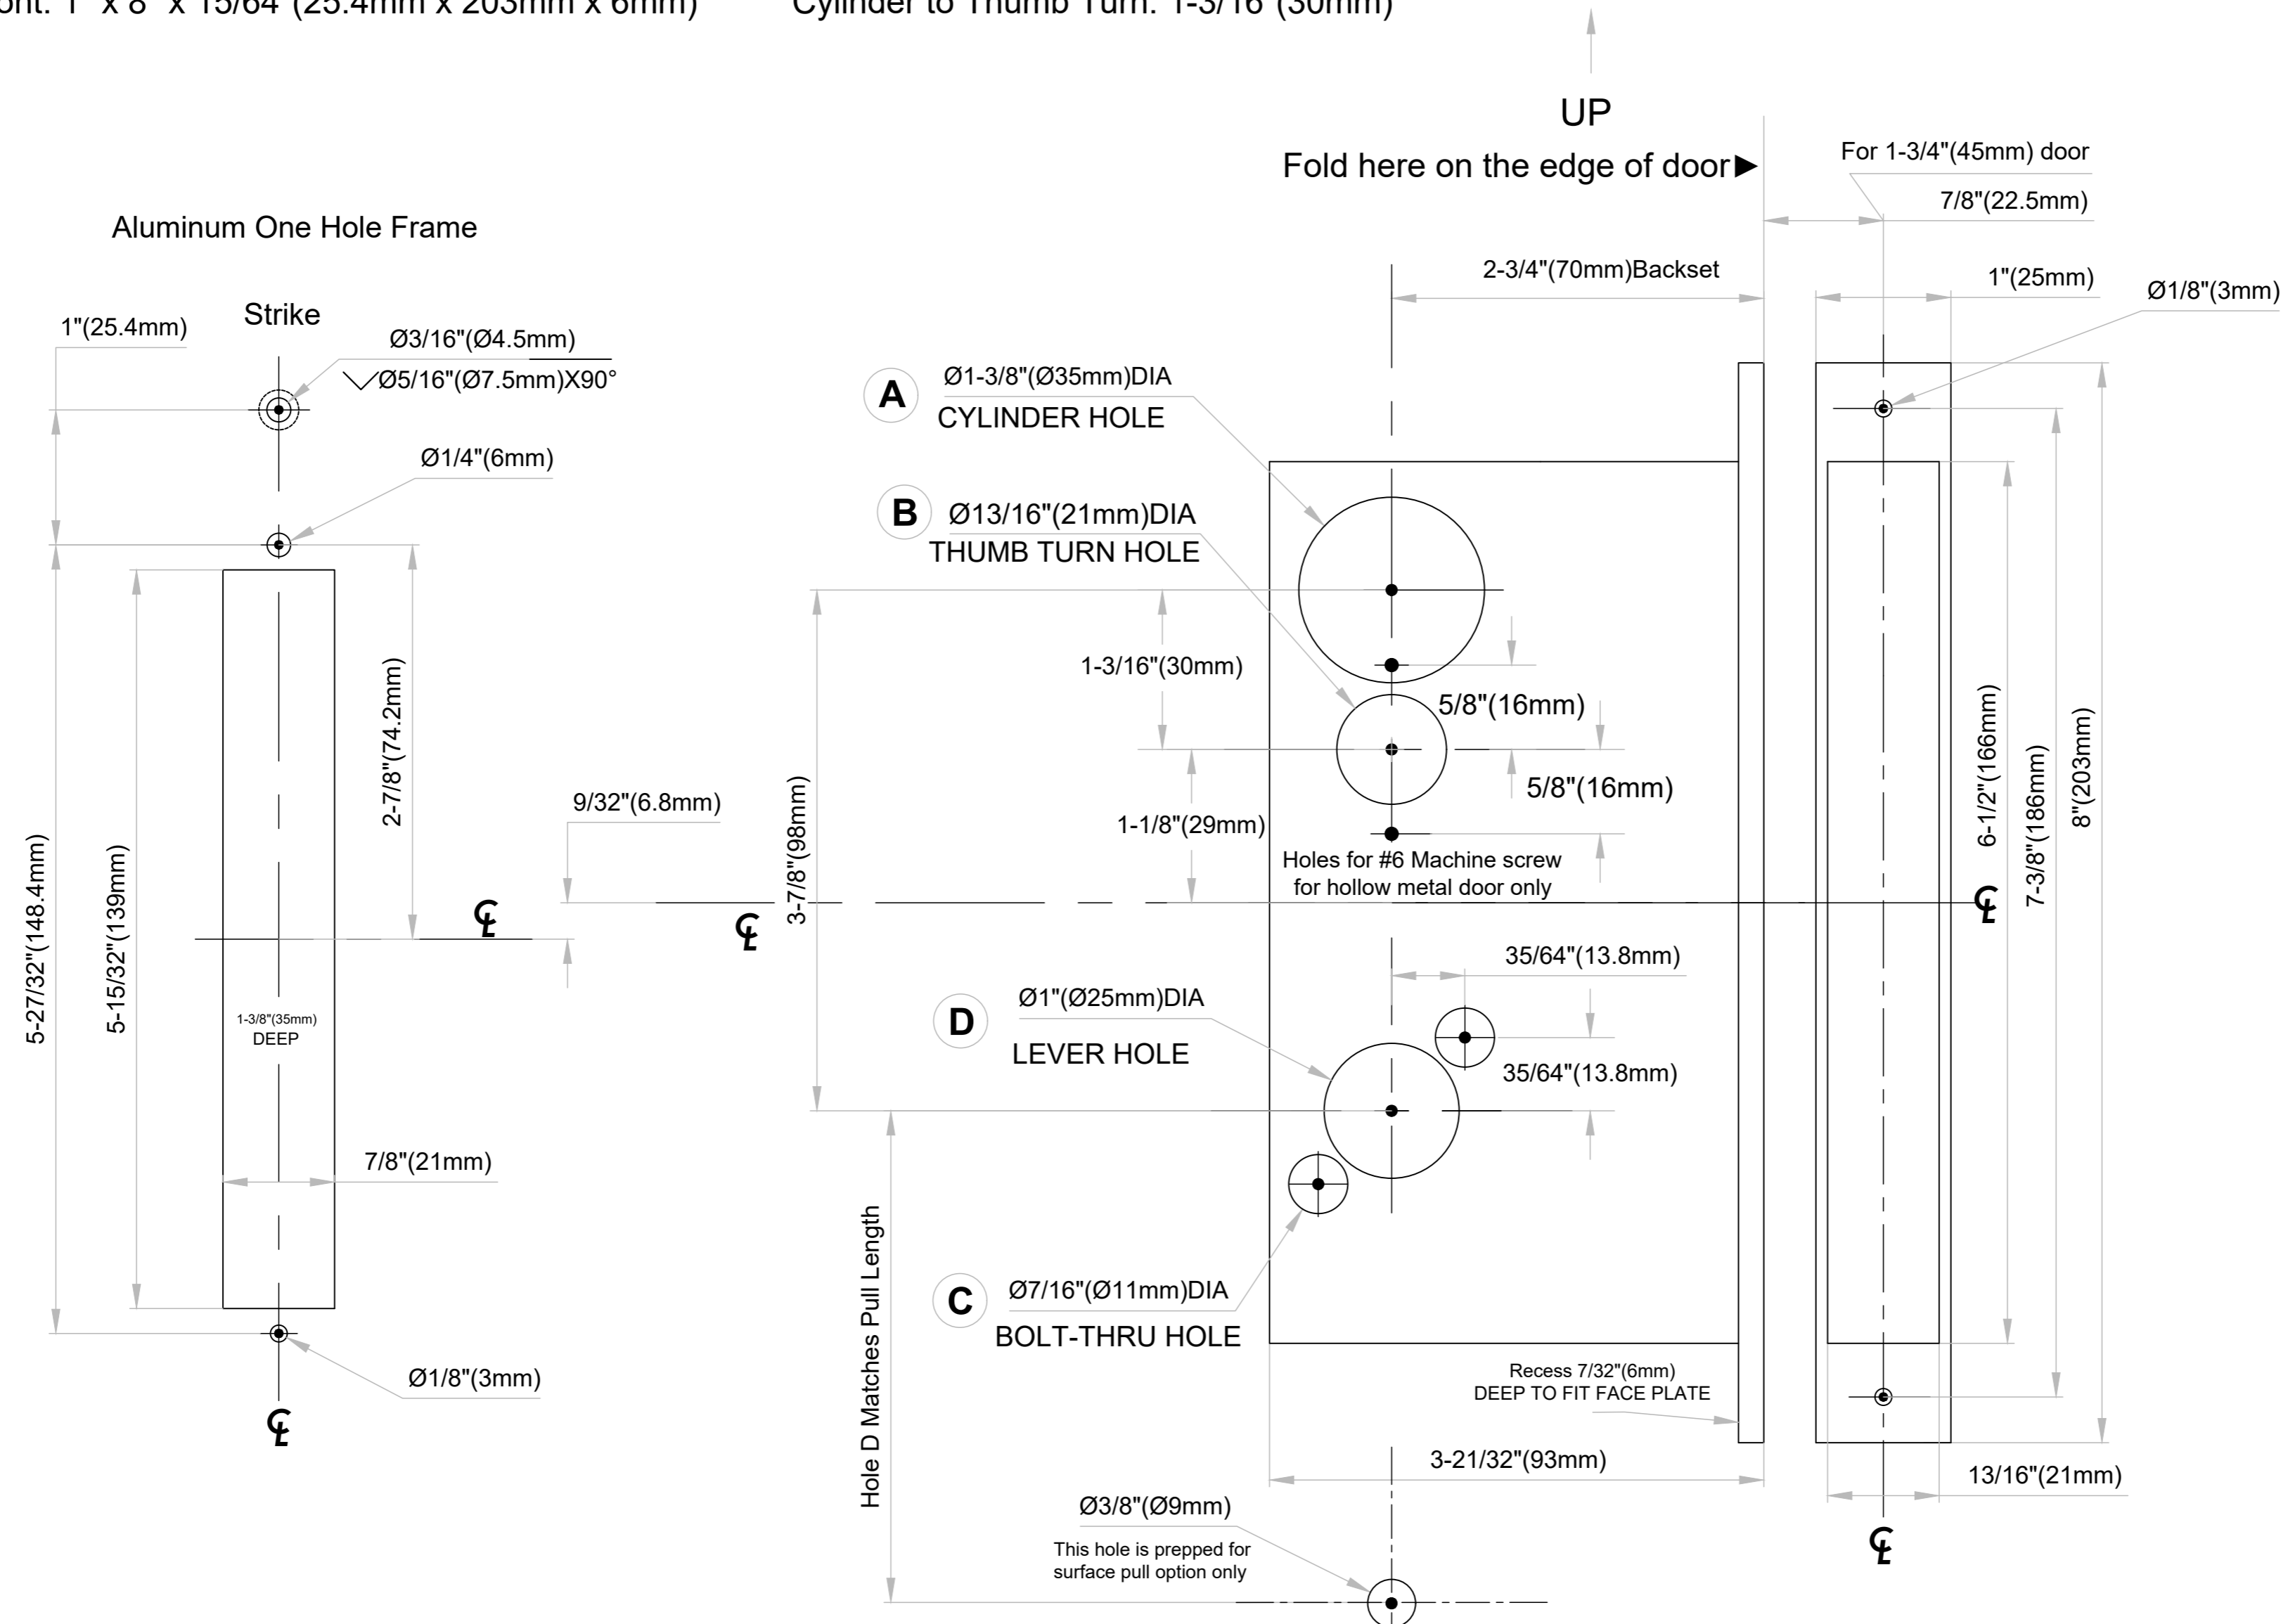 ont: 1" x 8" x 15/64"(25.4mm x 203mm x 6mm)
Cylinder to Thumb Turn: 1-3/16"(30mm)
UP
Fold here on the edge of door►
For 1-3/4"(45mm) door
7/8"(22.5mm)
2-3/4"(70mm)Backset
1"(25mm)
Ø1/8"(3mm)
Aluminum One Hole Frame
Strike
1"(25.4mm)
Ø3/16"(Ø4.5mm)
Ø5/16"(Ø7.5mm)X90°
Ø1/4"(6mm)
2-7/8"(74.2mm)
9/32"(6.8mm)
5-27/32"(148.4mm)
5-15/32"(139mm)
℄
1-3/8"(35mm)
DEEP
7/8"(21mm)
Ø1/8"(3mm)
℄
A
Ø1-3/8"(Ø35mm)DIA
CYLINDER HOLE
B
Ø13/16"(21mm)DIA
THUMB TURN HOLE
1-3/16"(30mm)
5/8"(16mm)
5/8"(16mm)
1-1/8"(29mm)
3-7/8"(98mm)
Holes for #6 Machine screw
for hollow metal door only
℄
℄
6-1/2"(166mm)
7-3/8"(186mm)
8"(203mm)
35/64"(13.8mm)
D
Ø1"(Ø25mm)DIA
LEVER HOLE
35/64"(13.8mm)
Hole D Matches Pull Length
C
Ø7/16"(Ø11mm)DIA
BOLT-THRU HOLE
Recess 7/32"(6mm)
DEEP TO FIT FACE PLATE
3-21/32"(93mm)
13/16"(21mm)
℄
Ø3/8"(Ø9mm)
This hole is prepped for
surface pull option only